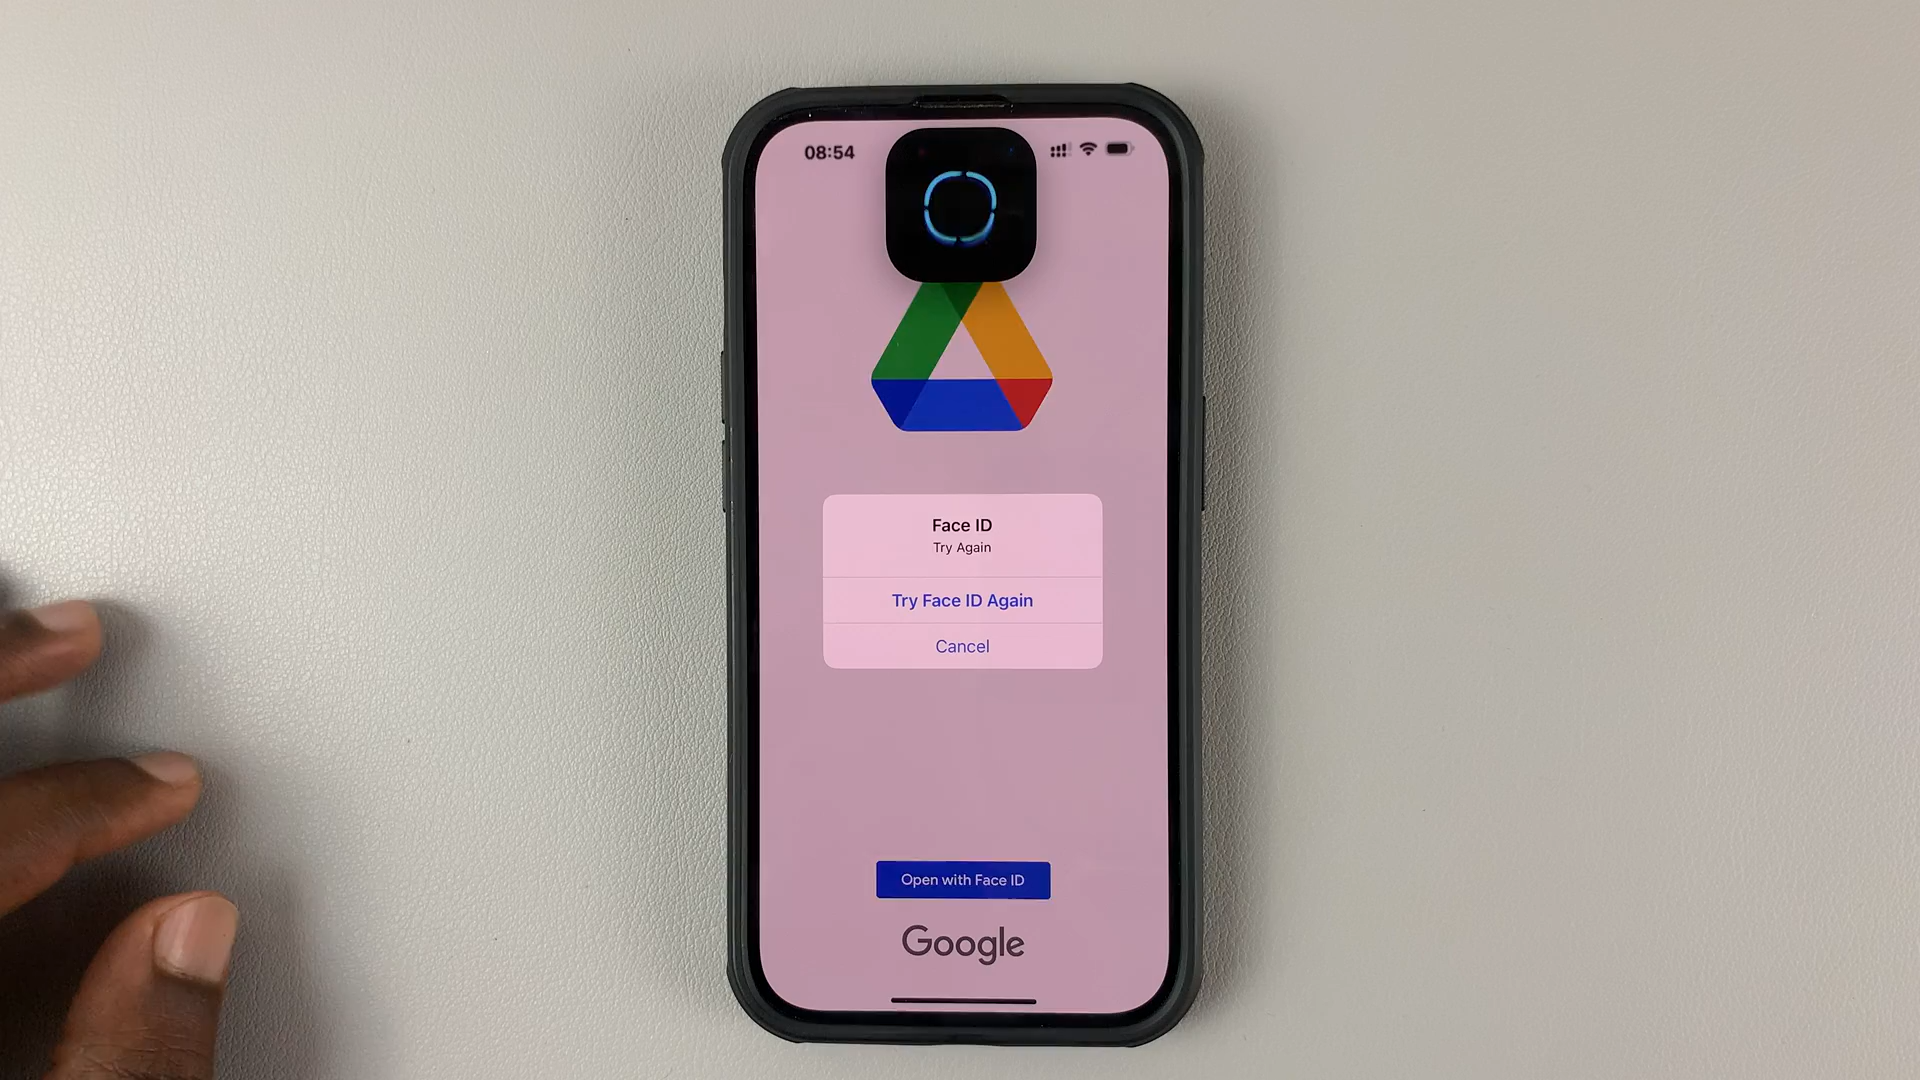 08:54
Face ID
Try Again
Try Face ID Again
Cancel
Open with Face ID
Google